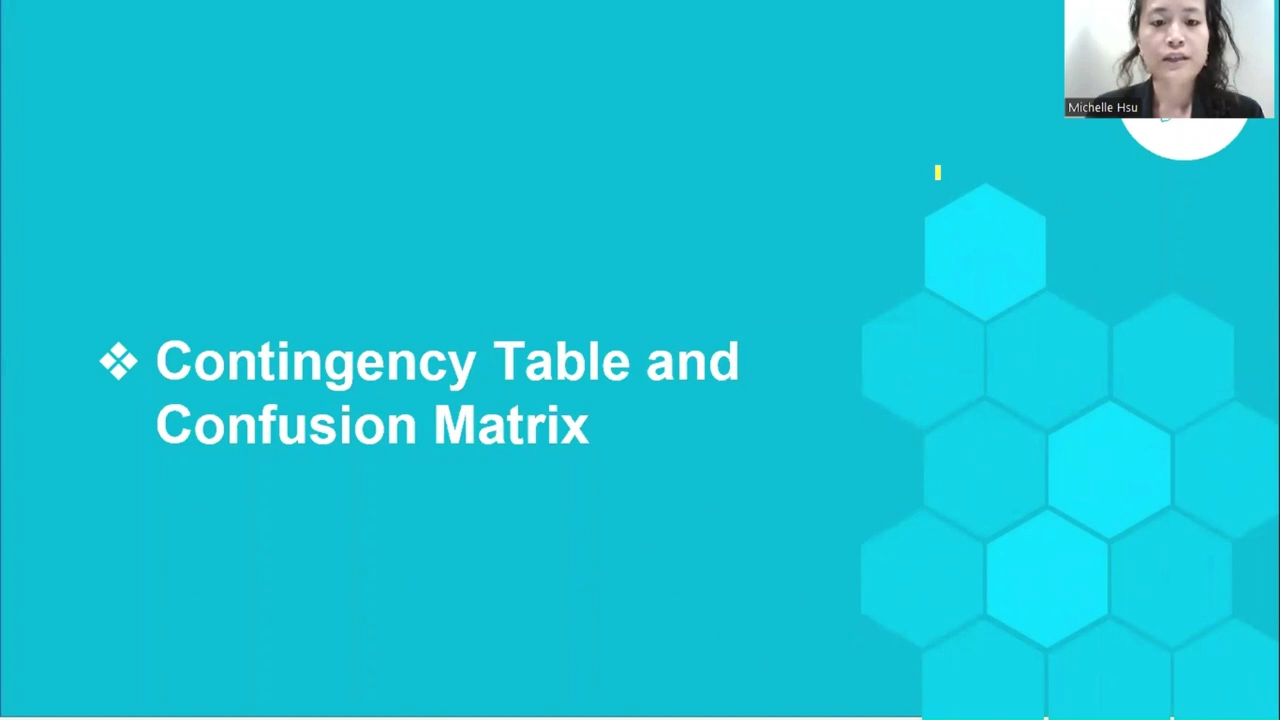 Michelle Hsu
❖ Contingency Table and
Confusion Matrix